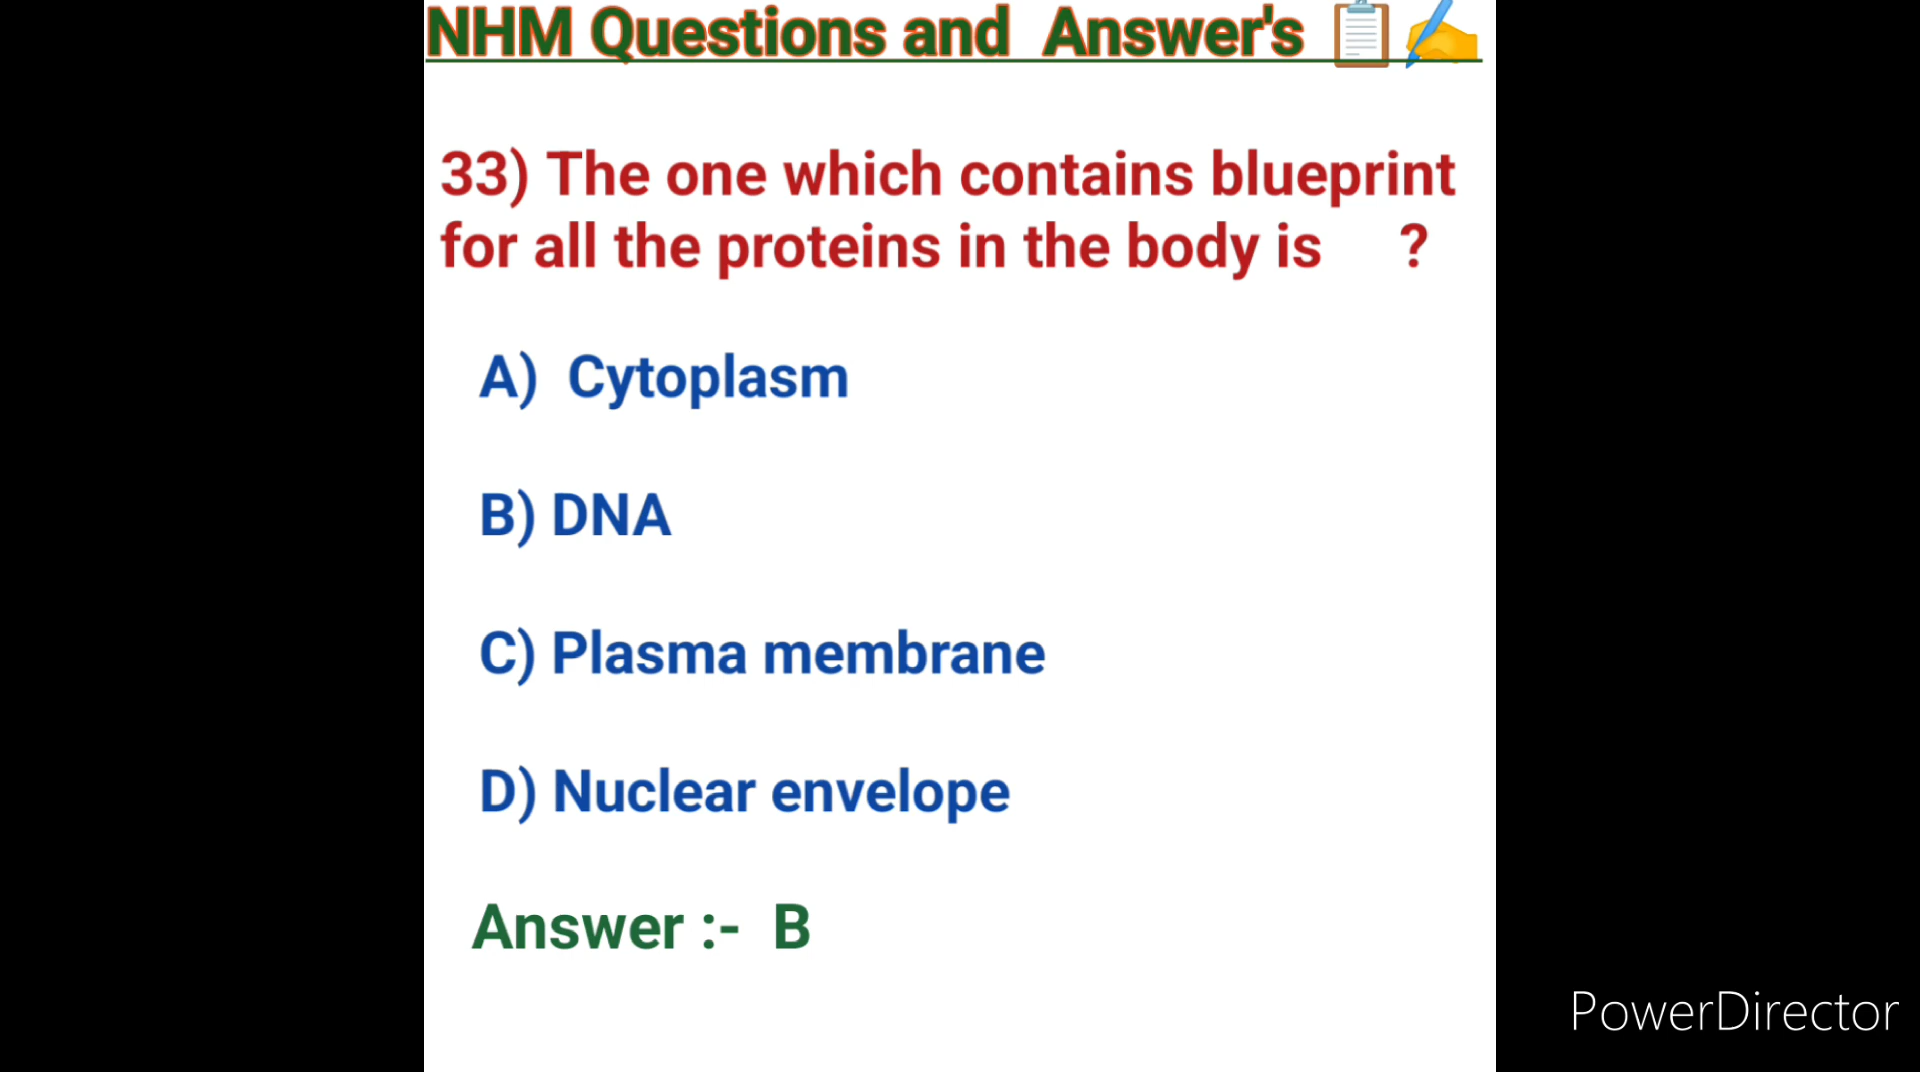 NHM Questions and Answer's 📋✍
33) The one which contains blueprint
for all the proteins in the body is ?
A) Cytoplasm
B) DNA
C) Plasma membrane
D) Nuclear envelope
Answer :- B
PowerDirector